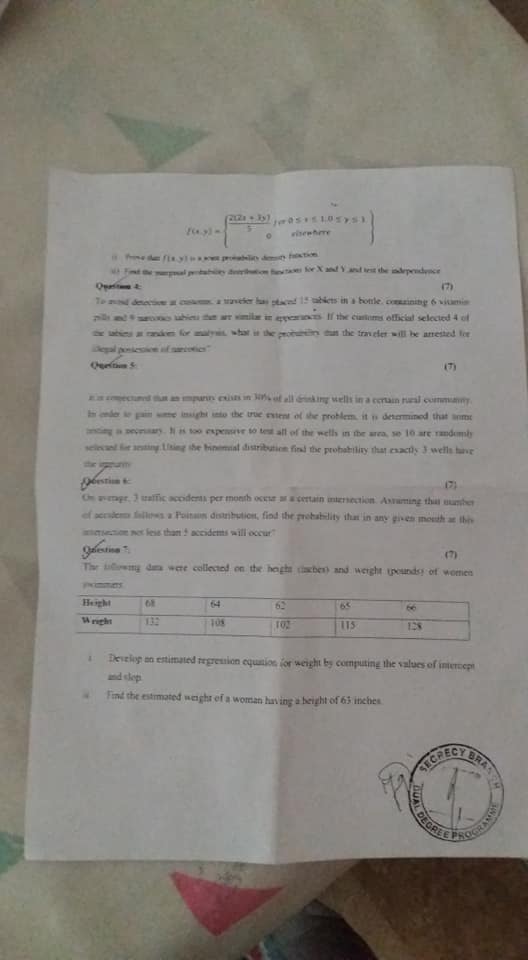 f(x,y) = { 2(2x + 3y) / 5 for 0 ≤ x ≤ 1, 0 ≤ y ≤ 1
0 elsewhere }
i) Prove that f(x,y) is a joint probability density function
ii) Find the marginal probability distribution functions for X and Y and test the independence
Question 4: (7)
To avoid detection at customs, a traveler has placed 15 tablets in a bottle, containing 6 vitamin
pills and 9 narcotics tablets that are similar in appearances. If the customs official selected 4 of
the tablets at random for analysis, what is the probability that the traveler will be arrested for
illegal possession of narcotics?
Question 5: (7)
it is conjectured that an impurity exists in 30% of all drinking wells in a certain rural community.
In order to gain some insight into the true extent of the problem, it is determined that some
testing is necessary. It is too expensive to test all of the wells in the area, so 10 are randomly
selected for testing. Using the binomial distribution find the probability that exactly 3 wells have
the impurity
Question 6: (7)
On average, 3 traffic accidents per month occur at a certain intersection. Assuming that number
of accidents follows a Poisson distribution, find the probability that in any given month at this
intersection not less than 5 accidents will occur?
Question 7: (7)
The following data were collected on the height (inches) and weight (pounds) of women
swimmers.
Height 68 64 62 65 66
Weight 132 108 102 115 128
i. Develop an estimated regression equation for weight by computing the values of intercept
and slop.
ii. Find the estimated weight of a woman having a height of 63 inches.
SECRECY BRANCH
DUAL DEGREE PROGRAMME